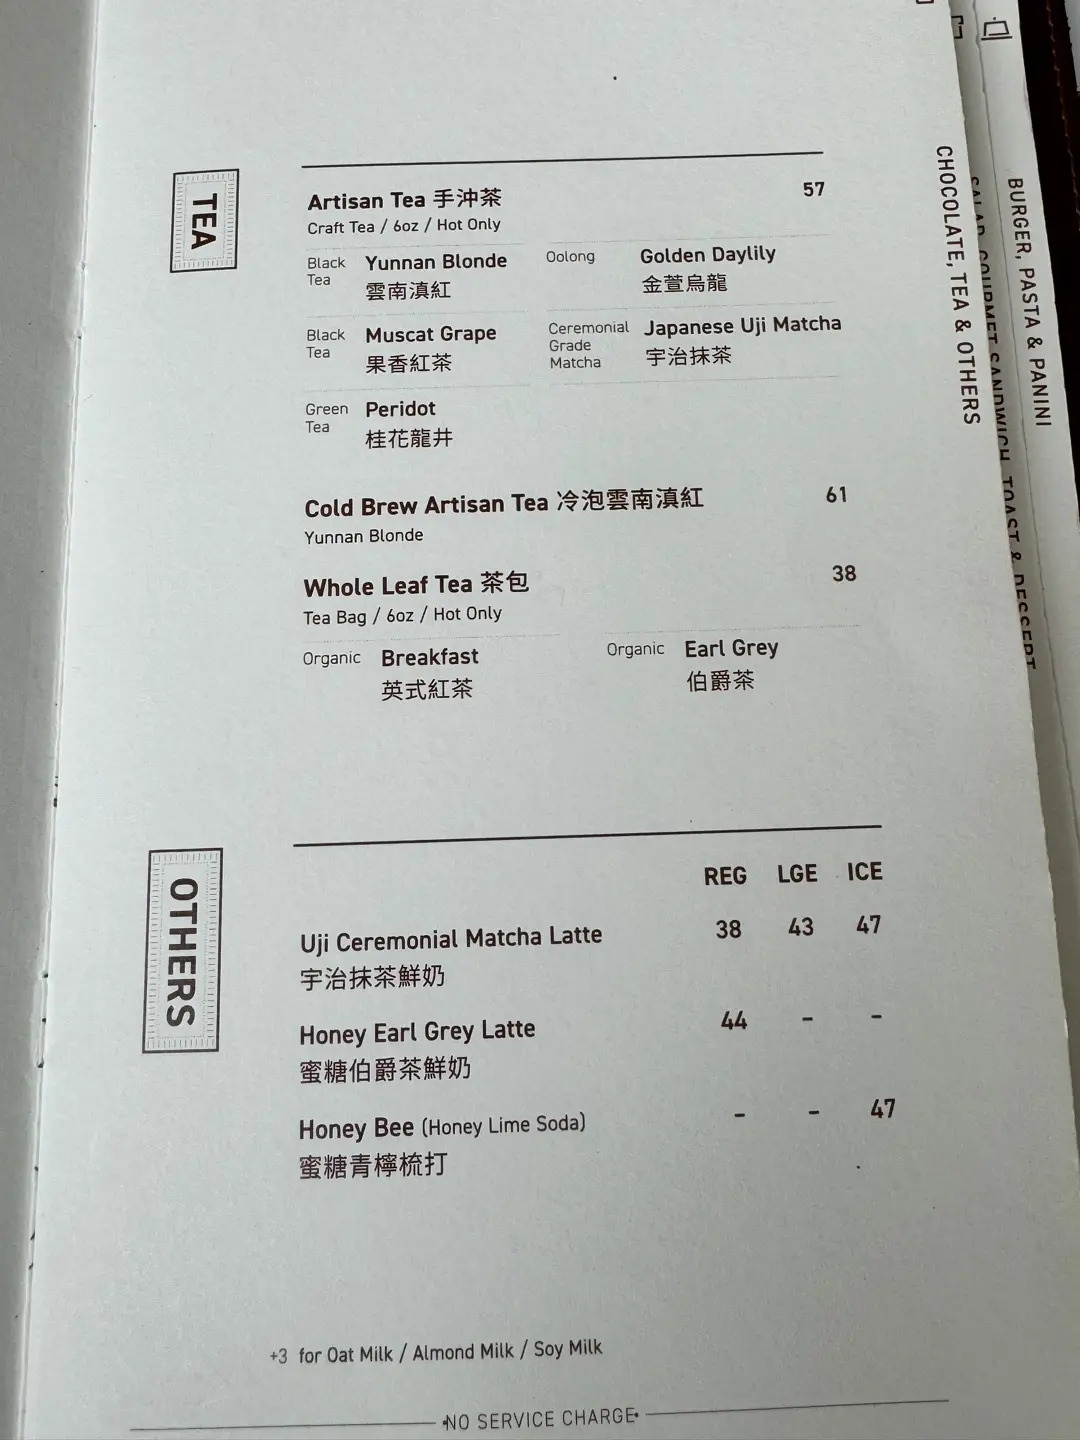 TEA
Artisan Tea 手沖茶 57
Craft Tea / 6oz / Hot Only
Black Tea Yunnan Blonde
雲南滇紅
Oolong Golden Daylily
金萱烏龍
Black Tea Muscat Grape
果香紅茶
Ceremonial Grade Matcha Japanese Uji Matcha
宇治抹茶
Green Tea Peridot
桂花龍井
Cold Brew Artisan Tea 冷泡雲南滇紅 61
Yunnan Blonde
Whole Leaf Tea 茶包 38
Tea Bag / 6oz / Hot Only
Organic Breakfast
英式紅茶
Organic Earl Grey
伯爵茶
OTHERS
REG LGE ICE
Uji Ceremonial Matcha Latte 38 43 47
宇治抹茶鮮奶
Honey Earl Grey Latte 44 - -
蜜糖伯爵茶鮮奶
Honey Bee (Honey Lime Soda) - - 47
蜜糖青檸梳打
+3 for Oat Milk / Almond Milk / Soy Milk
NO SERVICE CHARGE
CHOCOLATE, TEA & OTHERS
SALAD, GOURMET SANDWICH, TOAST & DESSERT
BURGER, PASTA & PANINI